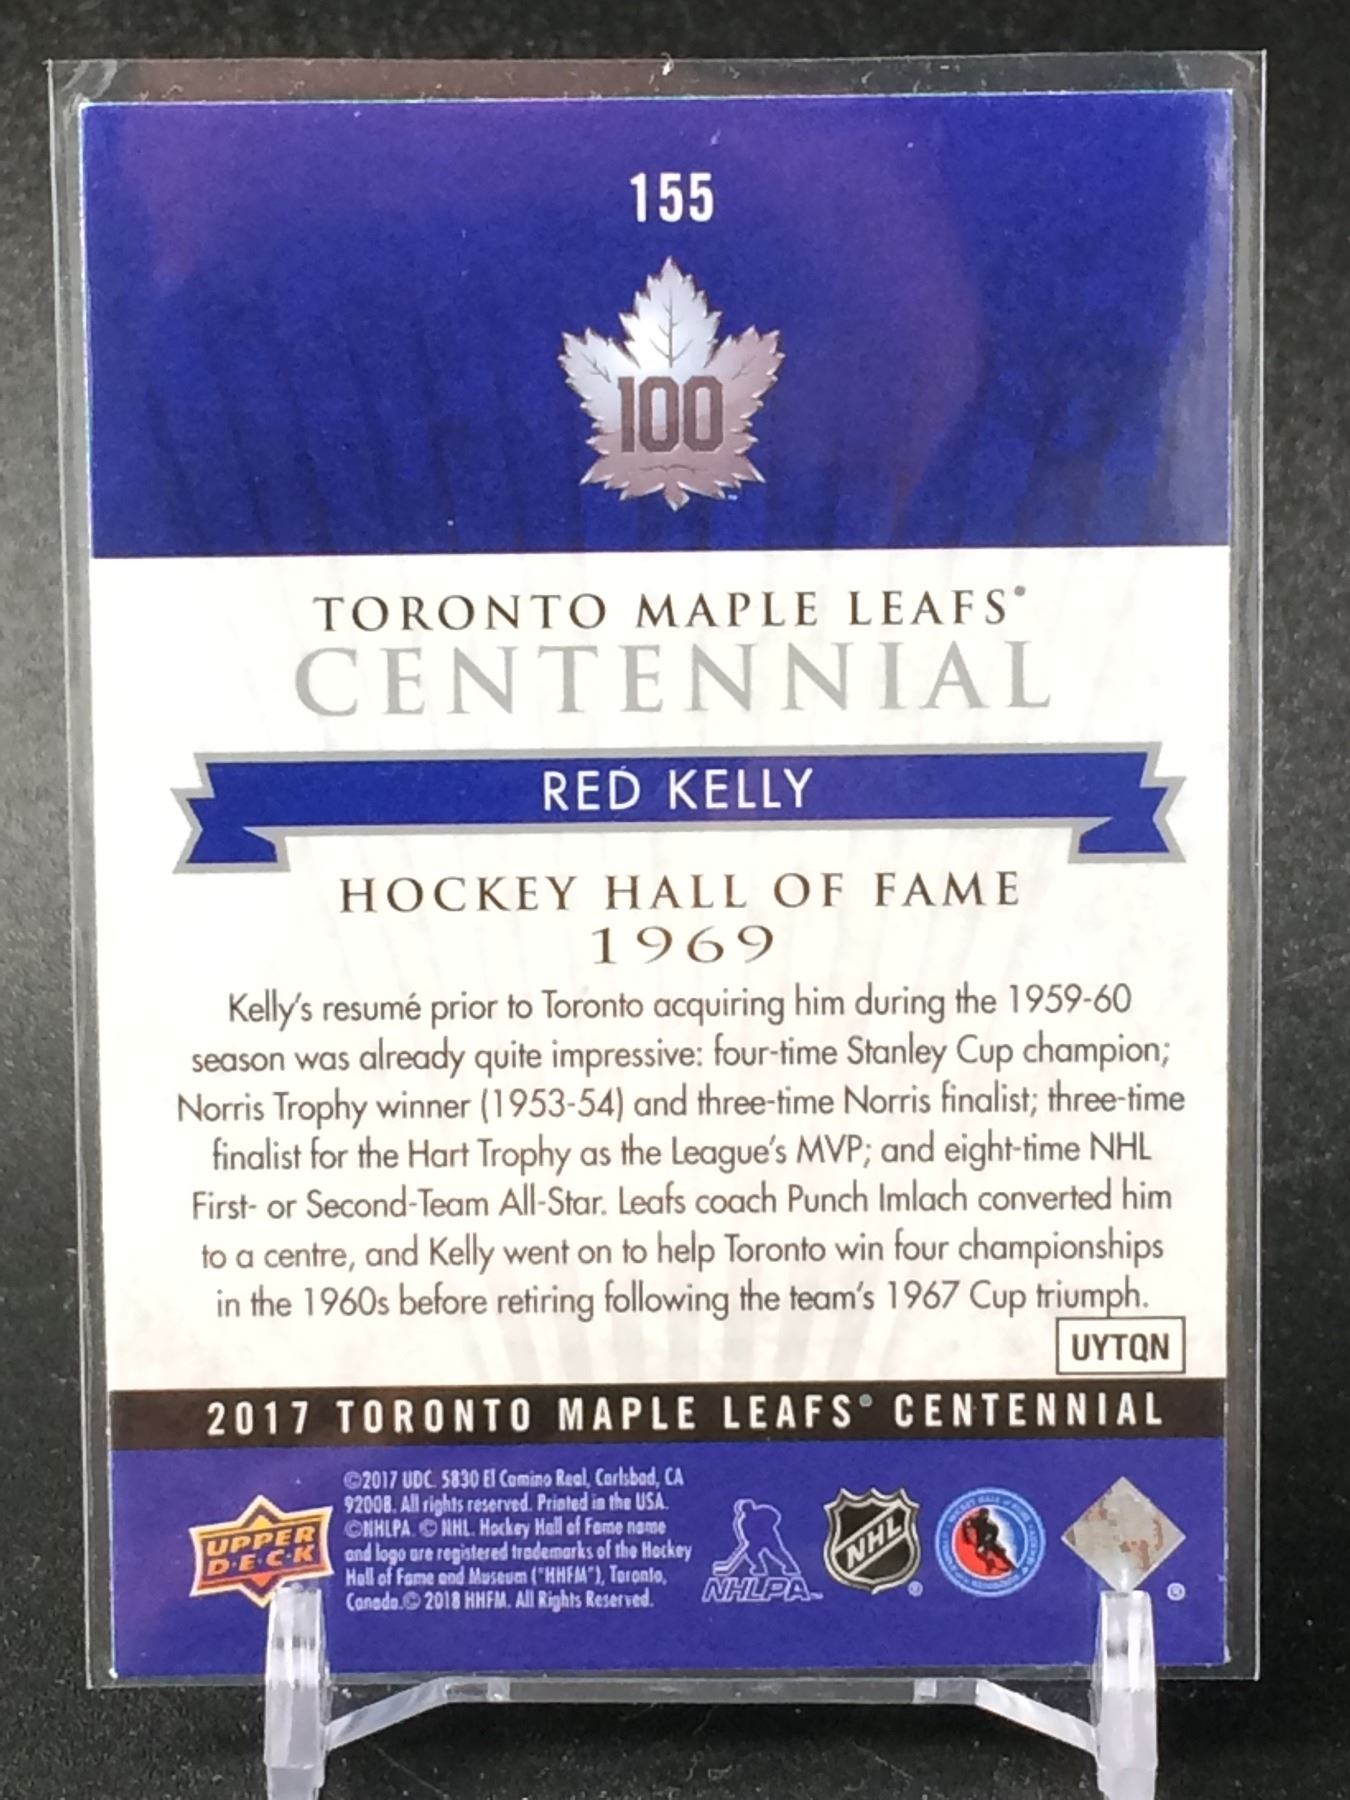 155
100
TORONTO MAPLE LEAFS®
CENTENNIAL
RED KELLY
HOCKEY HALL OF FAME
1969
Kelly's resumé prior to Toronto acquiring him during the 1959-60
season was already quite impressive: four-time Stanley Cup champion;
Norris Trophy winner (1953-54) and three-time Norris finalist; three-time
finalist for the Hart Trophy as the League's MVP; and eight-time NHL
First- or Second-Team All-Star. Leafs coach Punch Imlach converted him
to a centre, and Kelly went on to help Toronto win four championships
in the 1960s before retiring following the team's 1967 Cup triumph.
UYTQN
2017 TORONTO MAPLE LEAFS® CENTENNIAL
©2017 UDC. 5830 El Camino Real, Carlsbad, CA
92008. All rights reserved. Printed in the USA.
©NHLPA. © NHL. Hockey Hall of Fame name
and logo are registered trademarks of the Hockey
Hall of Fame and Museum ("HHFM"), Toronto,
Canada.© 2018 HHFM. All Rights Reserved.
UPPER
D·E·C·K
NHLPA™
NHL
®
®